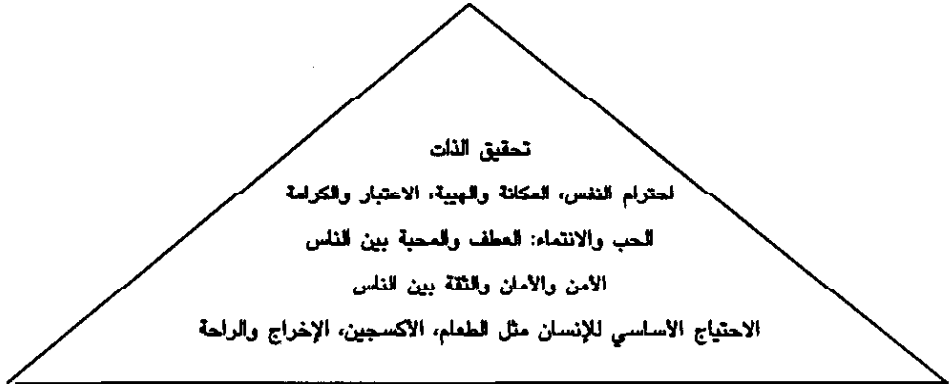 تحقيق الذات
احترام النفس، المكانة والهيبة، الاعتبار والكرامة
الحب والانتماء: العطف والمحبة بين الناس
الأمن والأمان والثقة بين الناس
الاحتياج الأساسي للإنسان مثل الطعام، الأكسجين، الإخراج والراحة